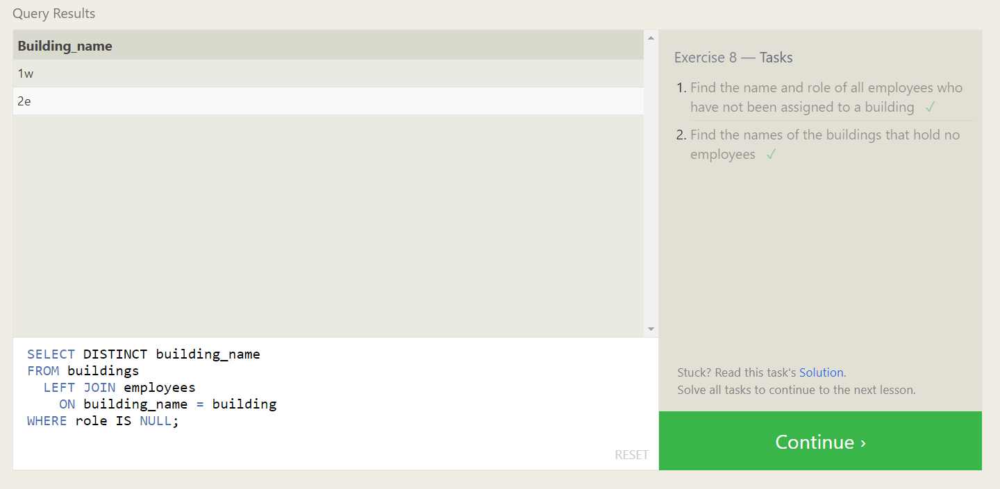 Query Results
Building_name
1w
2e
SELECT DISTINCT building_name
FROM buildings
  LEFT JOIN employees
    ON building_name = building
WHERE role IS NULL;
RESET
Exercise 8 — Tasks
1. Find the name and role of all employees who
have not been assigned to a building ✓
2. Find the names of the buildings that hold no
employees ✓
Stuck? Read this task's Solution.
Solve all tasks to continue to the next lesson.
Continue ›